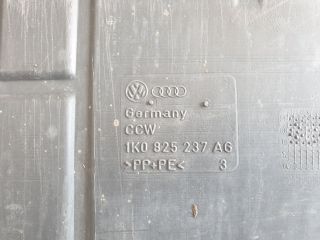 Germany
CCW
1K0 825 237 AG
>PP+PE< 3